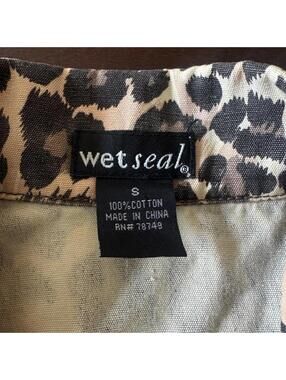 wet seal®
S
100%COTTON
MADE IN CHINA
RN# 78749